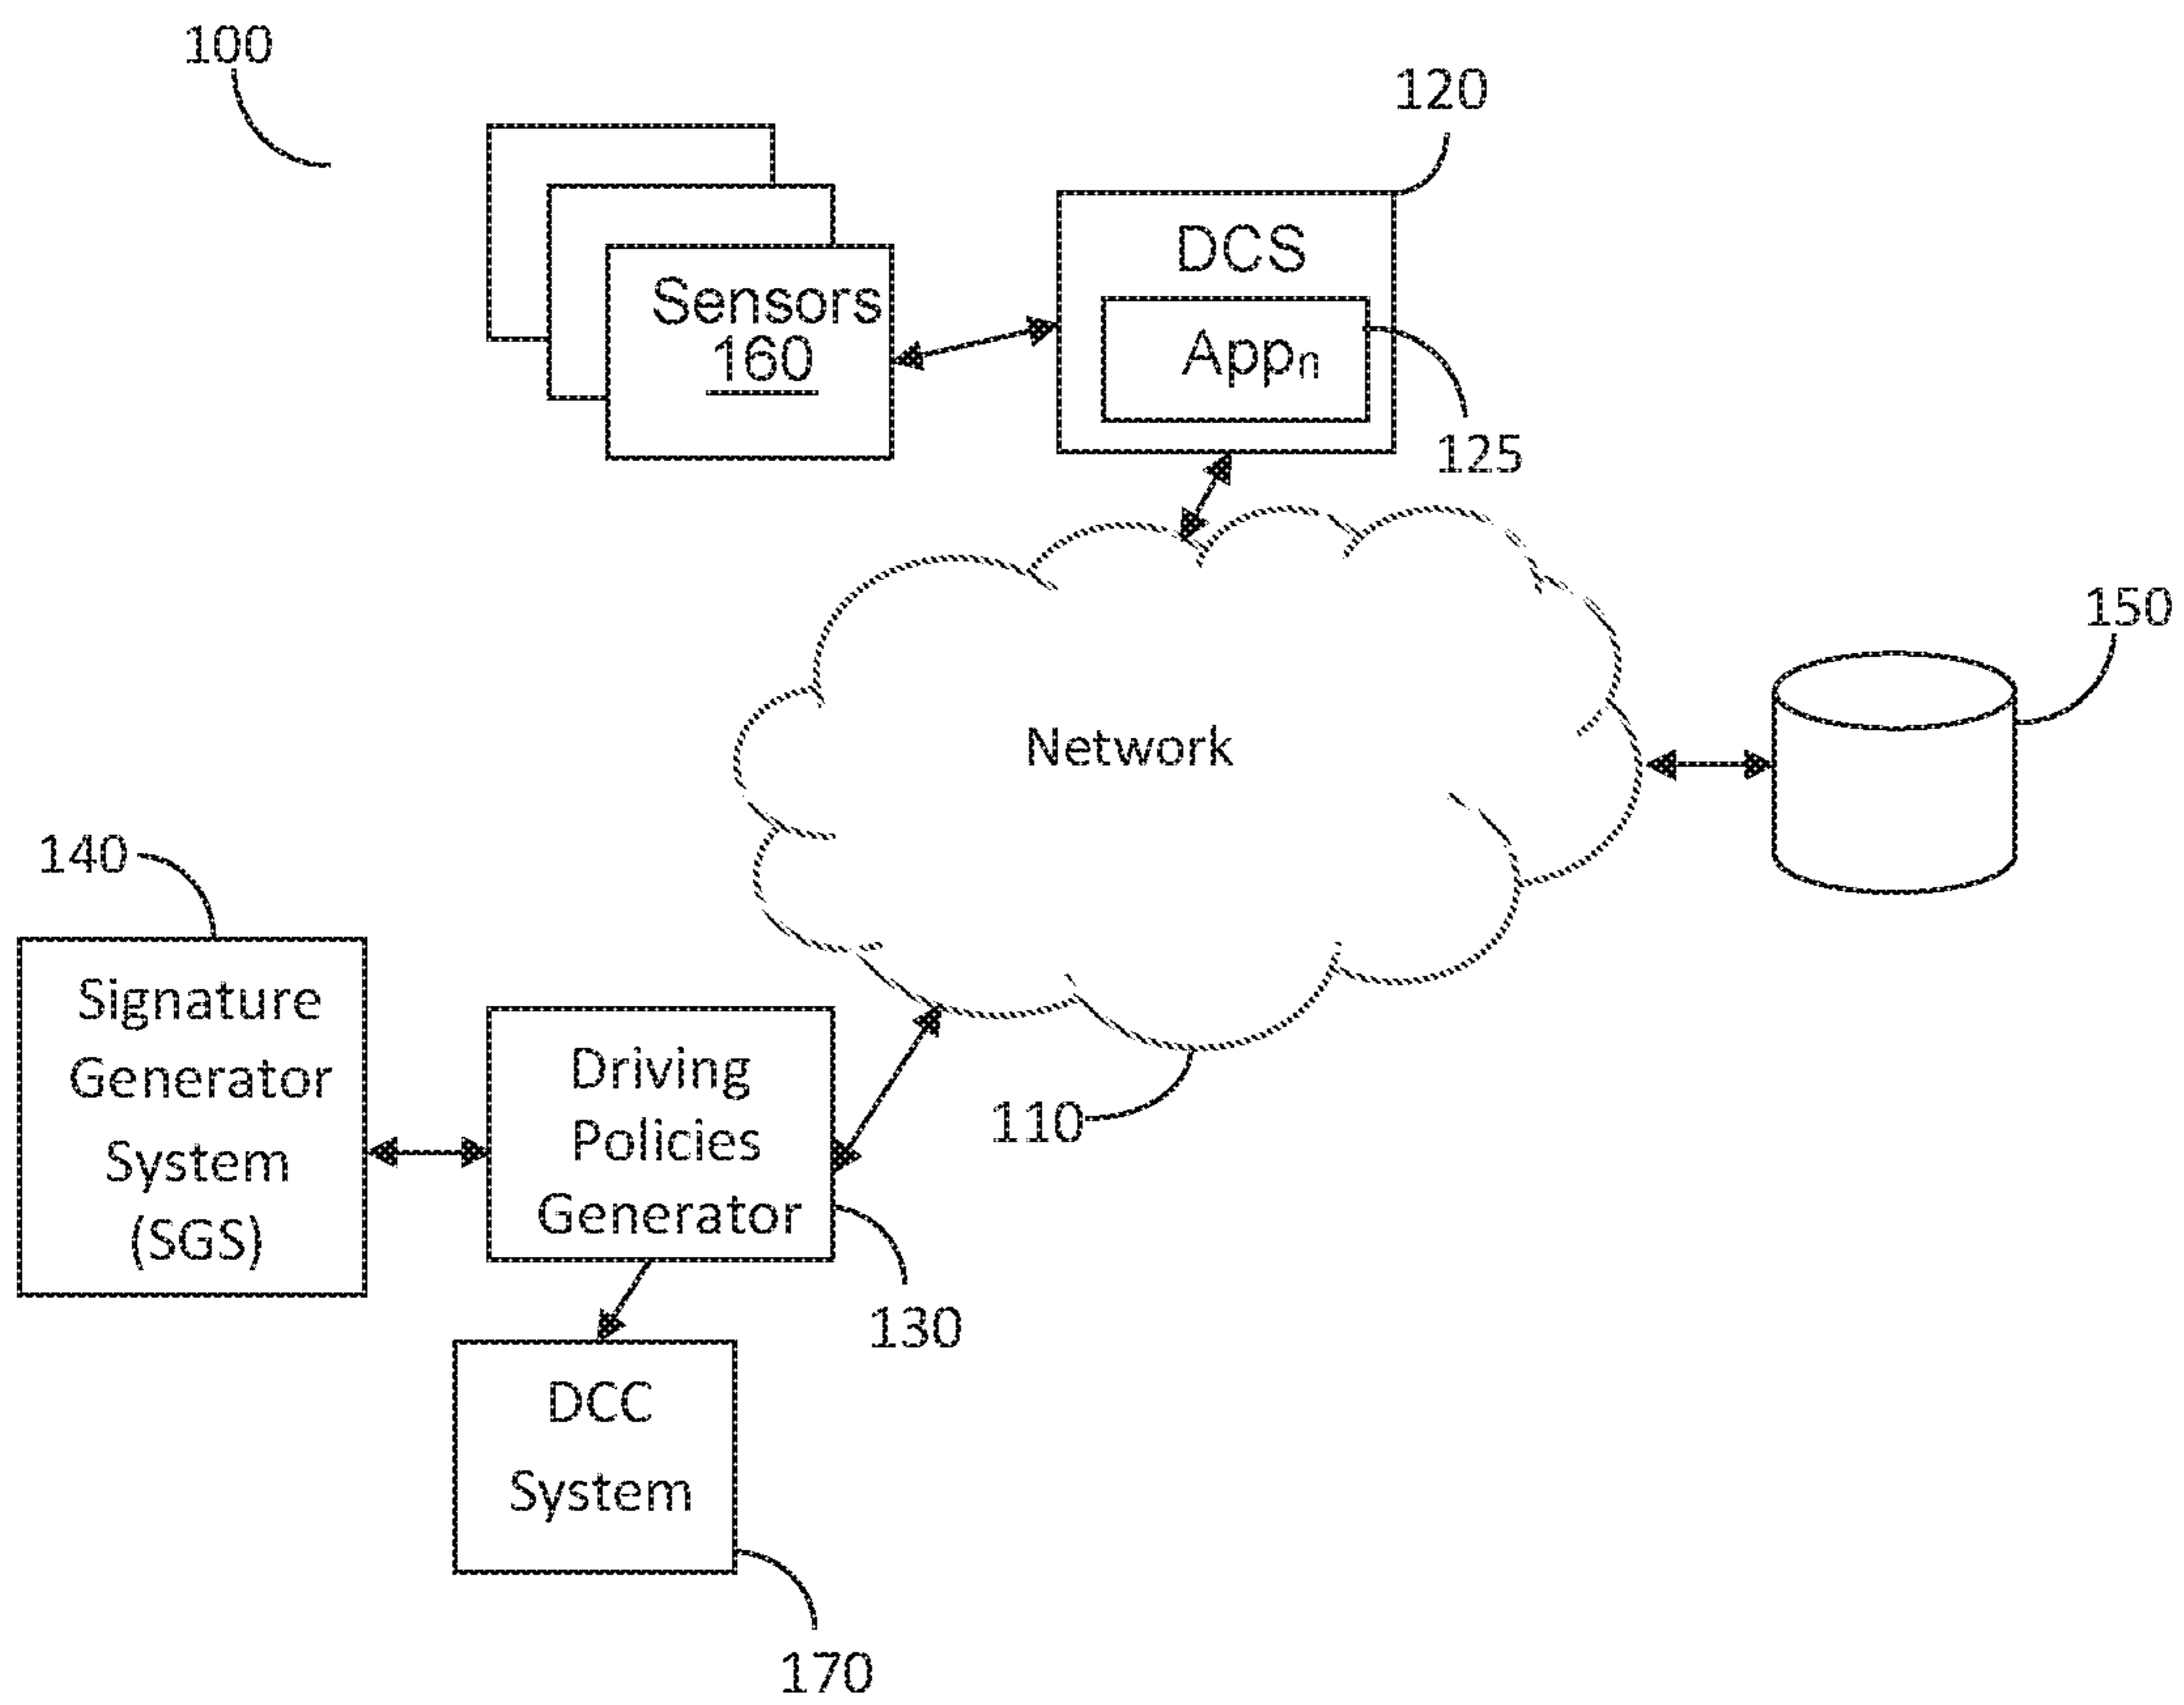 100
120
DCS
Sensors
160
Appn
125
150
Network
140
Signature
Generator
System
(SGS)
Driving
Policies
Generator
110
130
DCC
System
170